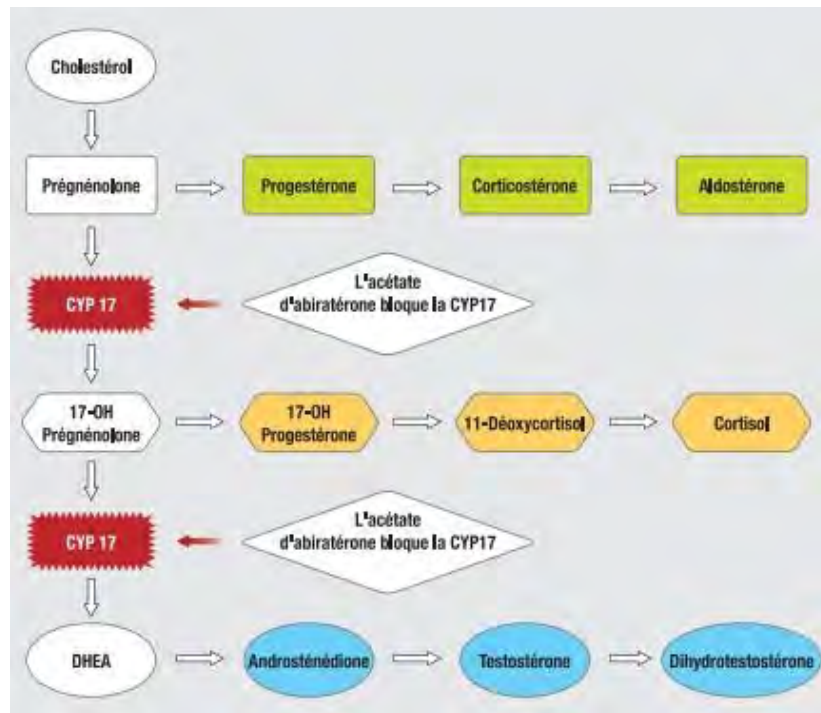 Cholestérol
Prégnénolone
Progestérone
Corticostérone
Aldostérone
CYP 17
L'acétate
d'abiratérone bloque la CYP17
17-OH
Prégnénolone
17-OH
Progestérone
11-Déoxycortisol
Cortisol
CYP 17
L'acétate
d'abiratérone bloque la CYP17
DHEA
Androsténédione
Testostérone
Dihydrotestostérone